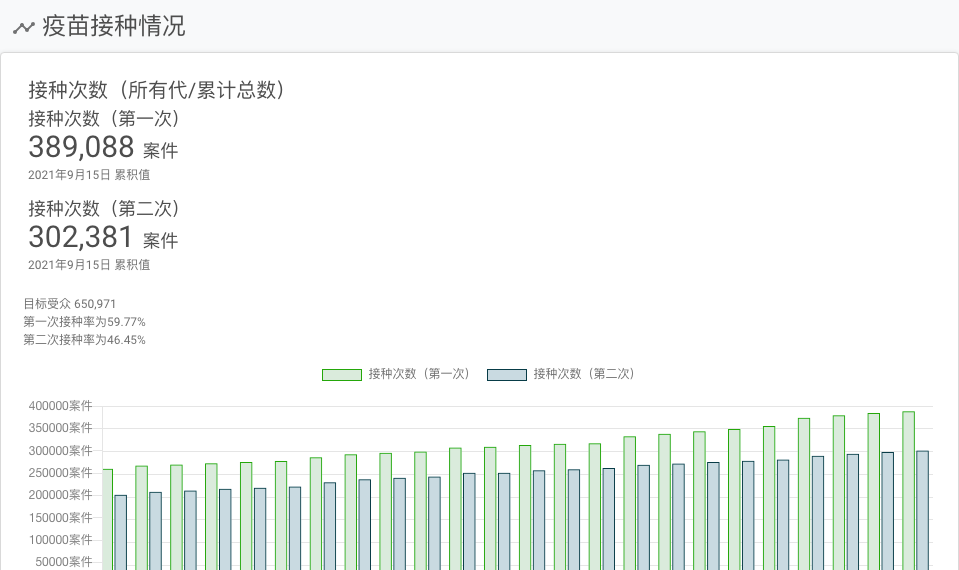 疫苗接种情况
接种次数（所有代/累计总数）
接种次数（第一次）
389,088 案件
2021年9月15日 累积值
接种次数（第二次）
302,381 案件
2021年9月15日 累积值
目标受众 650,971
第一次接种率为59.77%
第二次接种率为46.45%
接种次数（第一次） 接种次数（第二次）
400000案件
350000案件
300000案件
250000案件
200000案件
150000案件
100000案件
50000案件